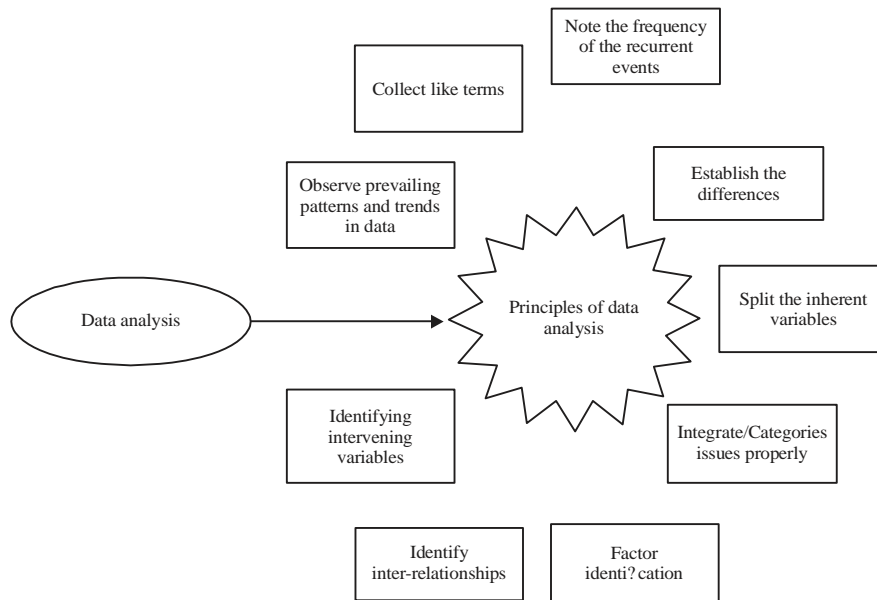 Note the frequency
of the recurrent
events
Collect like terms
Establish the
differences
Observe prevailing
patterns and trends
in data
Split the inherent
variables
Principles of data
analysis
Data analysis
Identifying
intervening
variables
Integrate/Categories
issues properly
Identify
inter-relationships
Factor
identi? cation